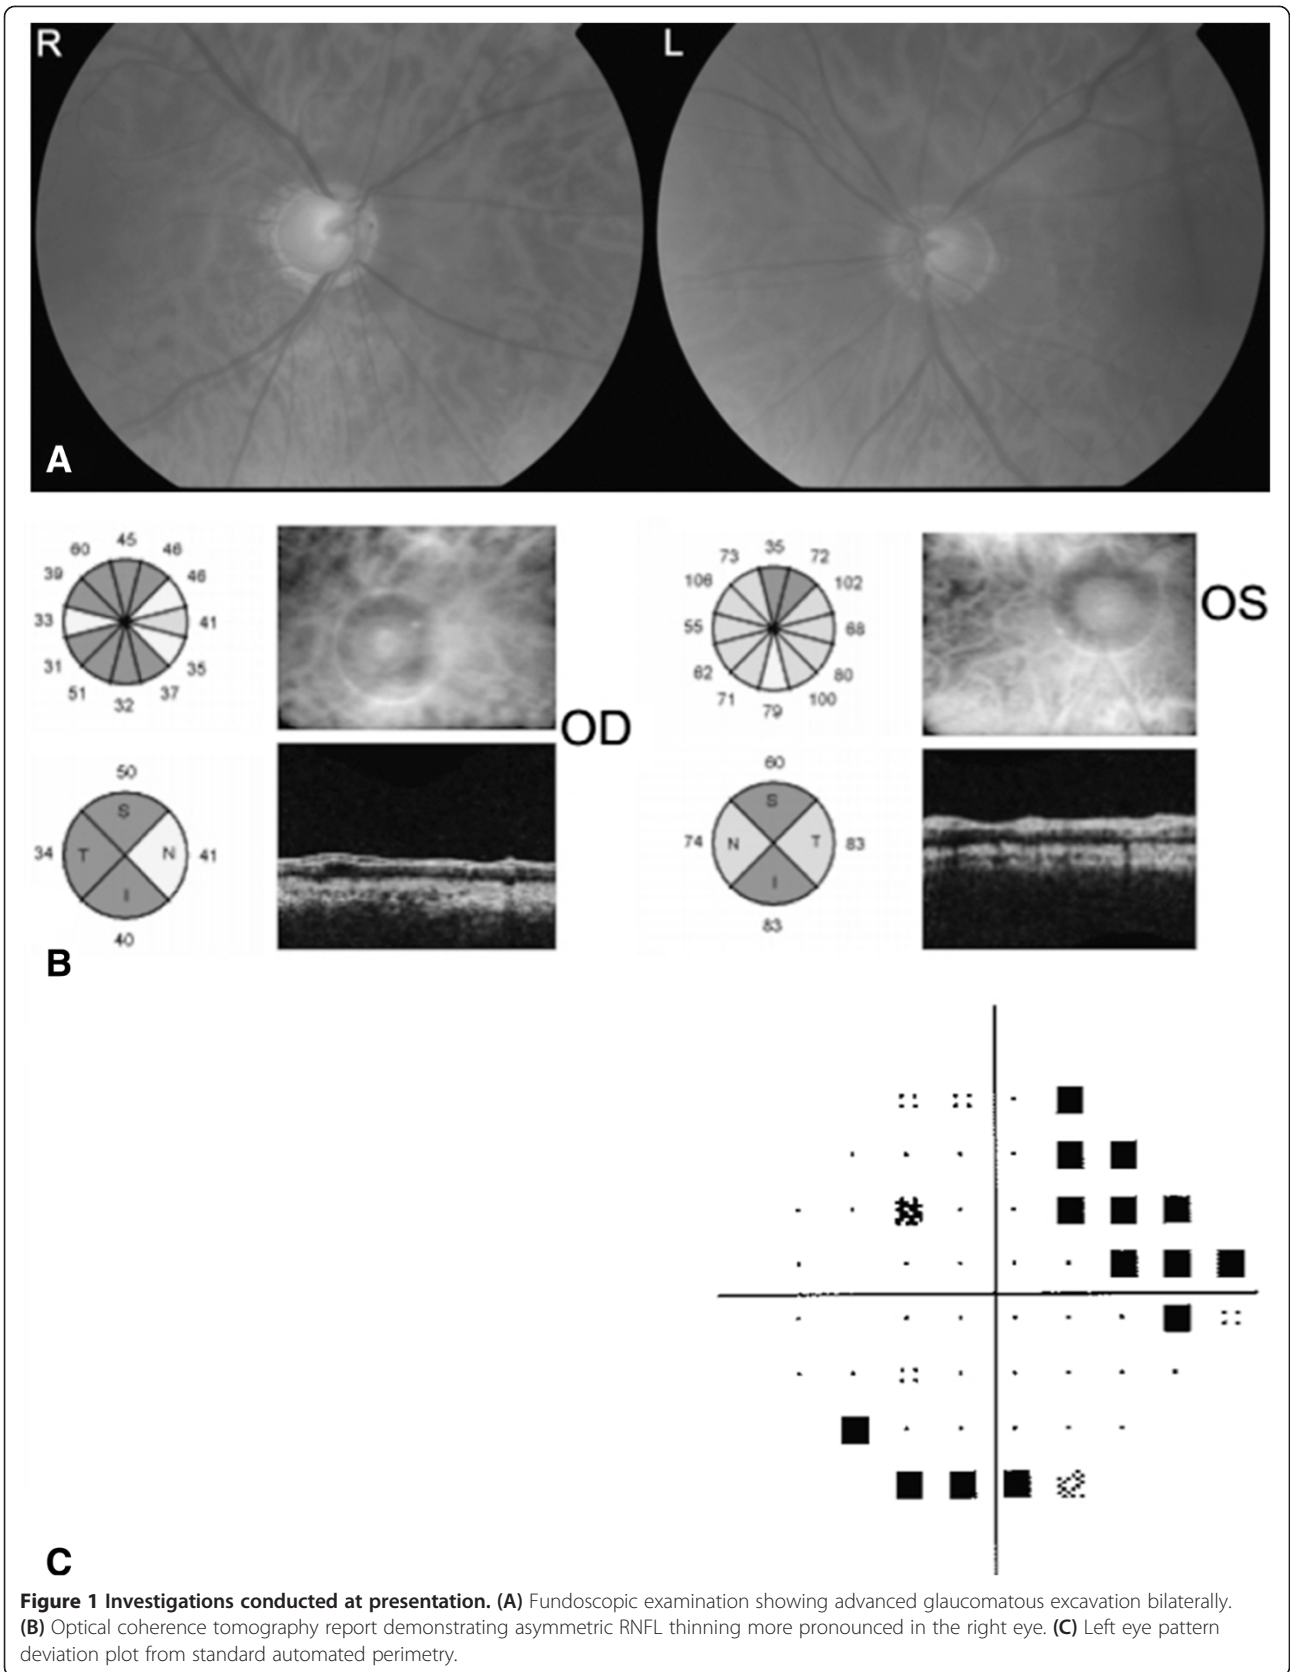 R
L
A
45
60 46
39 46
33 41
31 35
51 37
32
OD
35
73 72
106 102
55 68
62 80
71 100
79
OS
50
S
34 T N 41
I
40
60
S
74 N T 83
I
83
B
C
Figure 1 Investigations conducted at presentation. (A) Fundoscopic examination showing advanced glaucomatous excavation bilaterally.
(B) Optical coherence tomography report demonstrating asymmetric RNFL thinning more pronounced in the right eye. (C) Left eye pattern
deviation plot from standard automated perimetry.